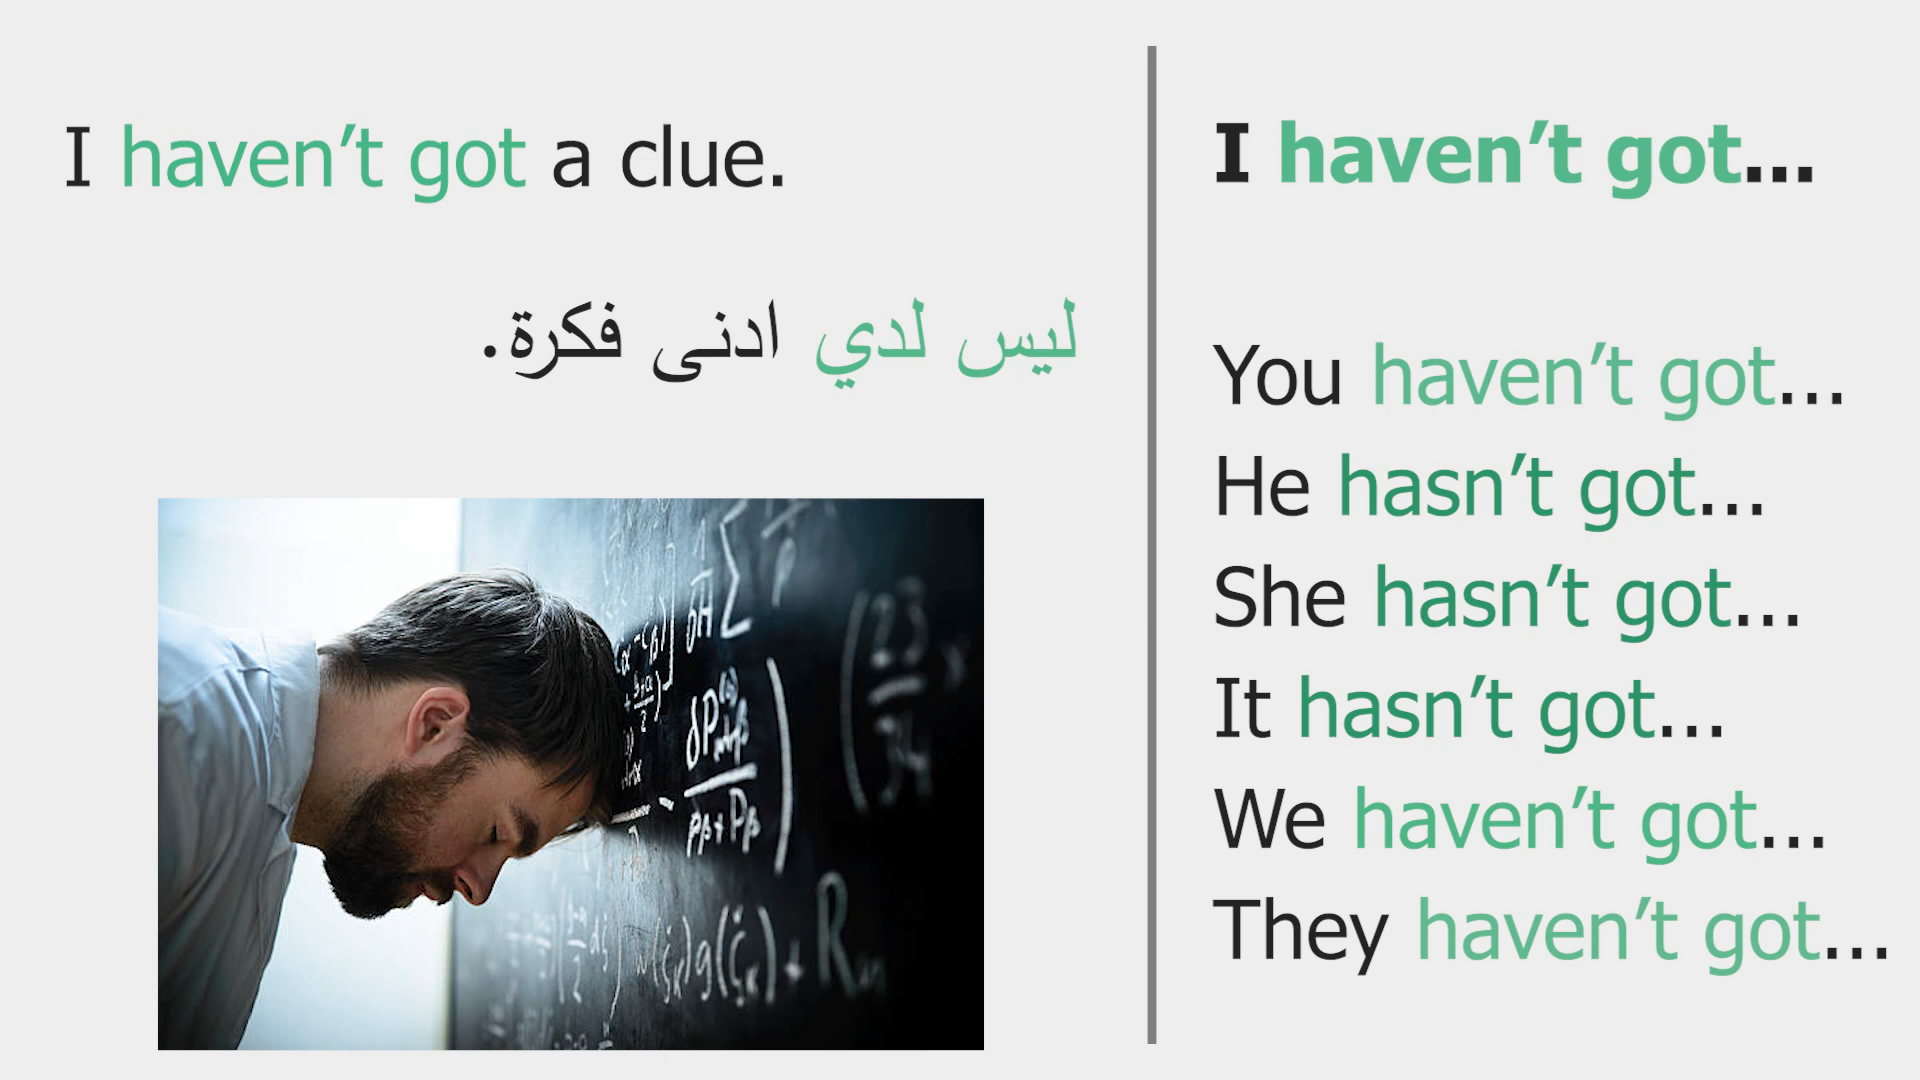 I haven’t got a clue.
ليس لدي ادنى فكرة.
I haven’t got...
You haven’t got...
He hasn’t got...
She hasn’t got...
It hasn’t got...
We haven’t got...
They haven’t got...